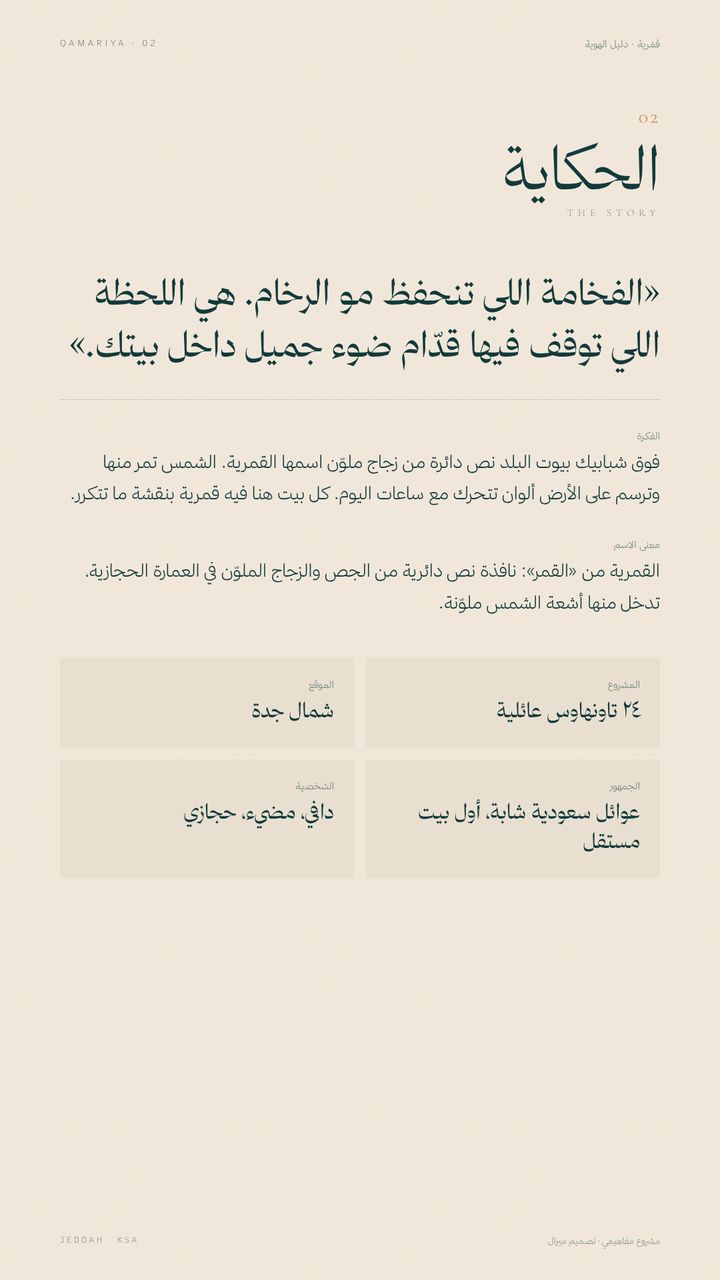 QAMARIYA · 02
قَمَرية · دليل الهوية
02
الحكاية
THE STORY
«الفخامة اللي تنحفظ مو الرخام. هي اللحظة
اللي توقف فيها قدّام ضوء جميل داخل بيتك.»
الفكرة
فوق شبابيك بيوت البلد نص دائرة من زجاج ملوّن اسمها القمرية. الشمس تمر منها
وترسم على الأرض ألوان تتحرك مع ساعات اليوم. كل بيت هنا فيه قمرية بنقشة ما تتكرر.
معنى الاسم
القمرية من «القمر»: نافذة نص دائرية من الجص والزجاج الملوّن في العمارة الحجازية،
تدخل منها أشعة الشمس ملوّنة.
المشروع
٢٤ تاونهاوس عائلية
الموقع
شمال جدة
الجمهور
عوائل سعودية شابة، أول بيت
مستقل
الشخصية
دافي، مضيء، حجازي
JEDDAH · KSA
مشروع مفاهيمي · تصميم ميرال